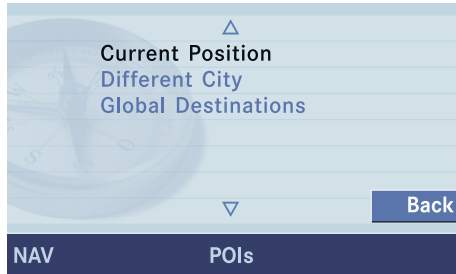 Current Position
Different City
Global Destinations
Back
NAV POIs